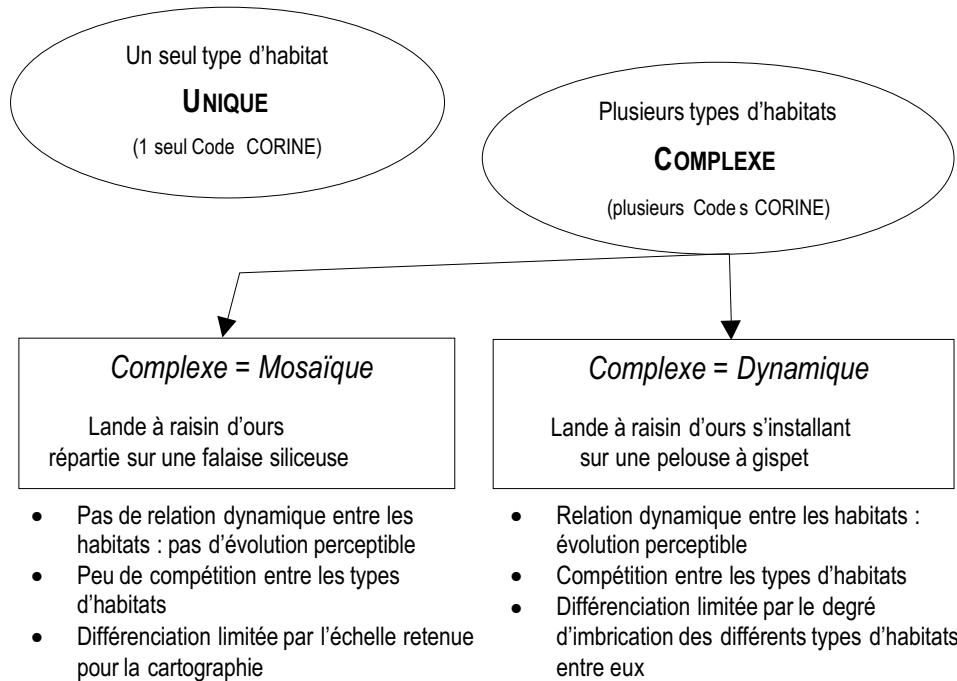 Un seul type d’habitat
UNIQUE
(1 seul Code CORINE)
Plusieurs types d’habitats
COMPLEXE
(plusieurs Codes CORINE)
Complexe = Mosaïque
Lande à raisin d’ours
répartie sur une falaise siliceuse
• Pas de relation dynamique entre les
habitats : pas d’évolution perceptible
• Peu de compétition entre les types
d’habitats
• Différenciation limitée par l’échelle retenue
pour la cartographie
Complexe = Dynamique
Lande à raisin d’ours s’installant
sur une pelouse à gispet
• Relation dynamique entre les habitats :
évolution perceptible
• Compétition entre les types d’habitats
• Différenciation limitée par le degré
d’imbrication des différents types d’habitats
entre eux